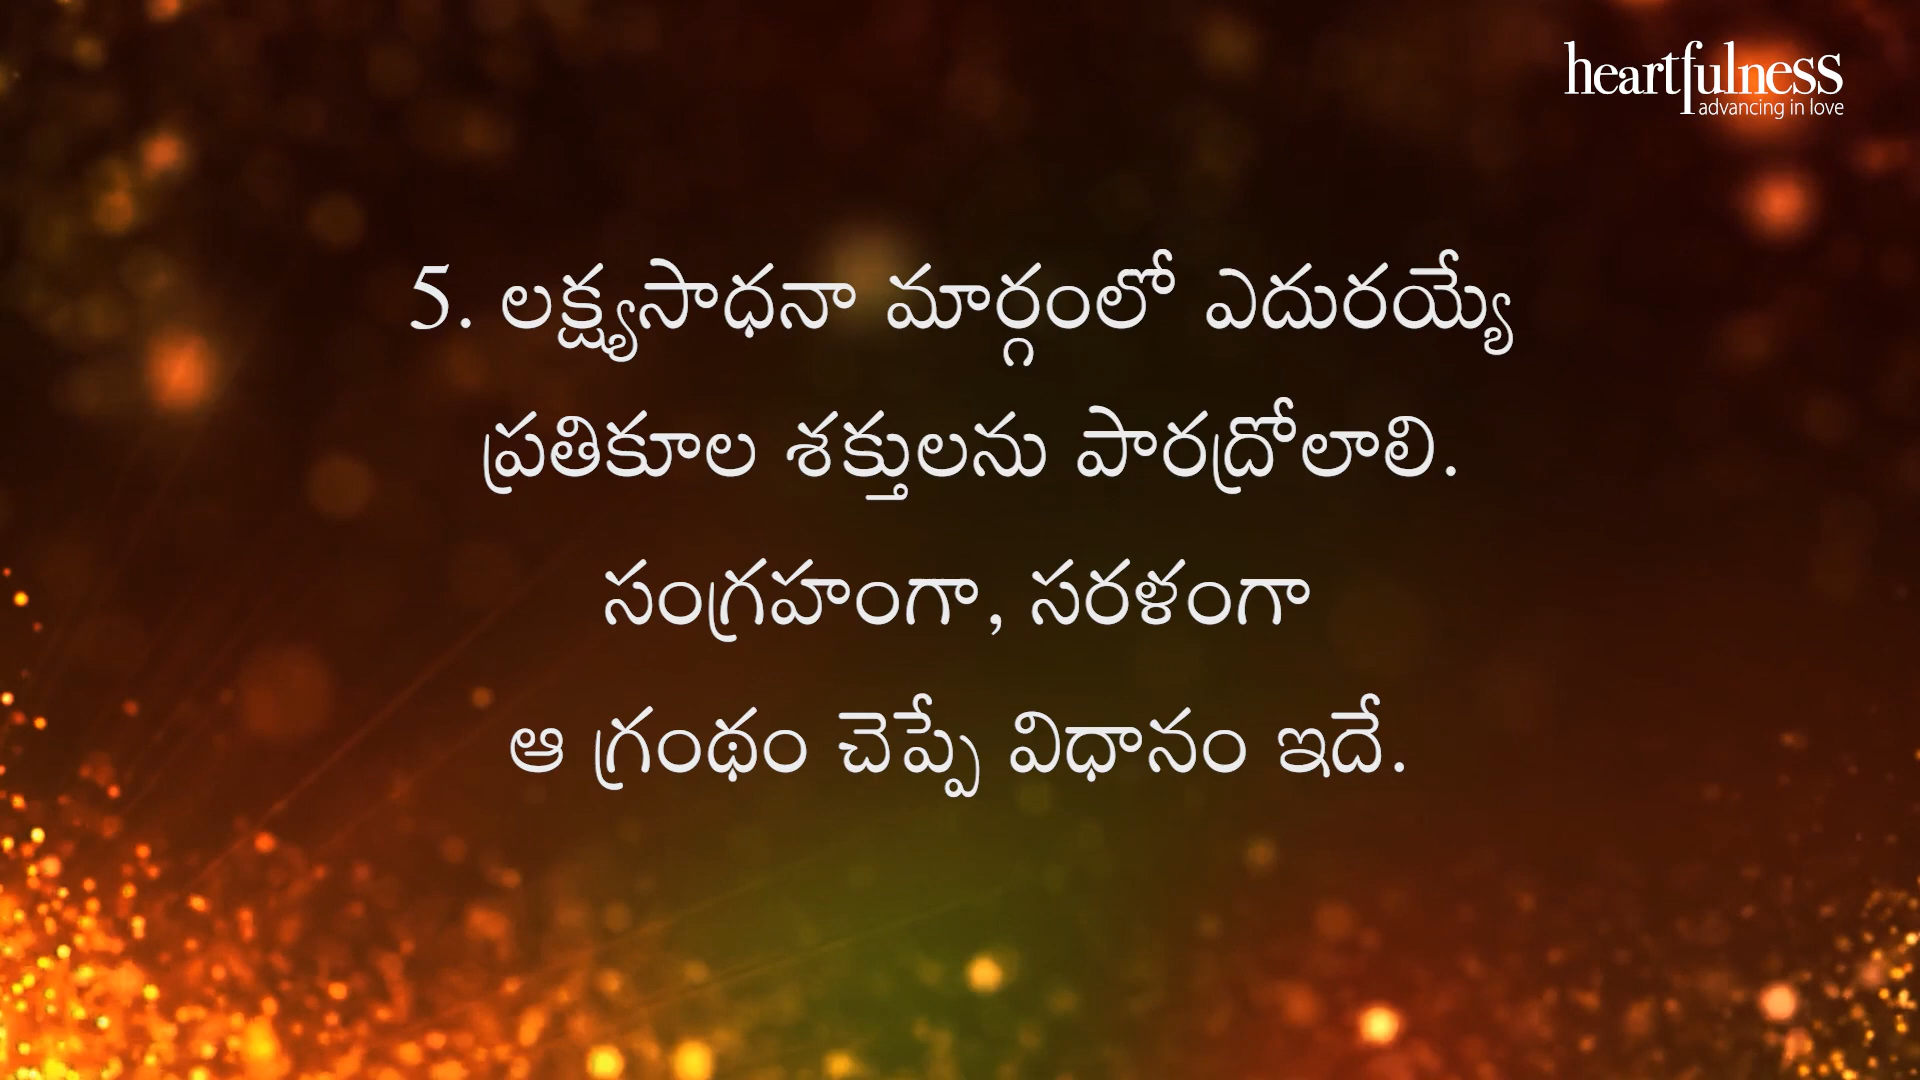 heartfulness
advancing in love
5. లక్ష్యసాధనా మార్గంలో ఎదురయ్యే
ప్రతికూల శక్తులను పారద్రోలాలి.
సంగ్రహంగా, సరళంగా
ఆ గ్రంథం చెప్పే విధానం ఇదే.